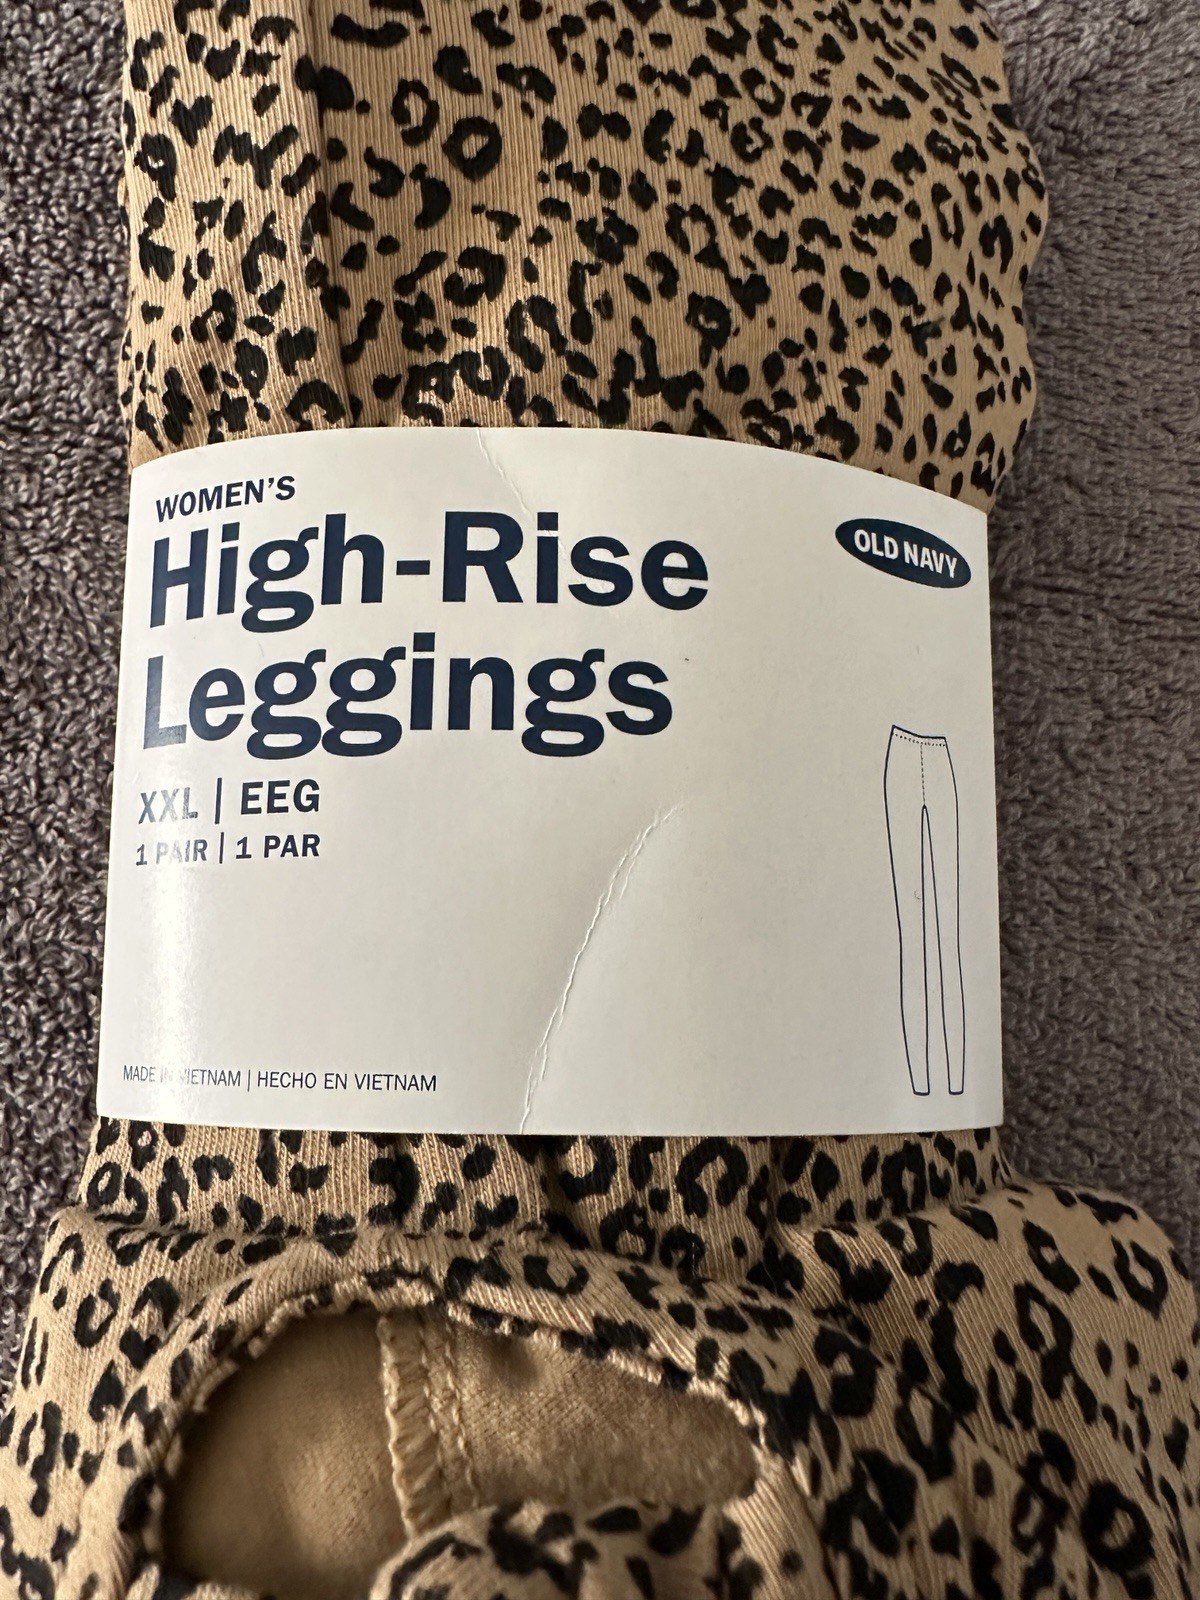 WOMEN'S
High-Rise
Leggings
XXL | EEG
1 PAIR | 1 PAR
OLD NAVY
MADE IN VIETNAM | HECHO EN VIETNAM